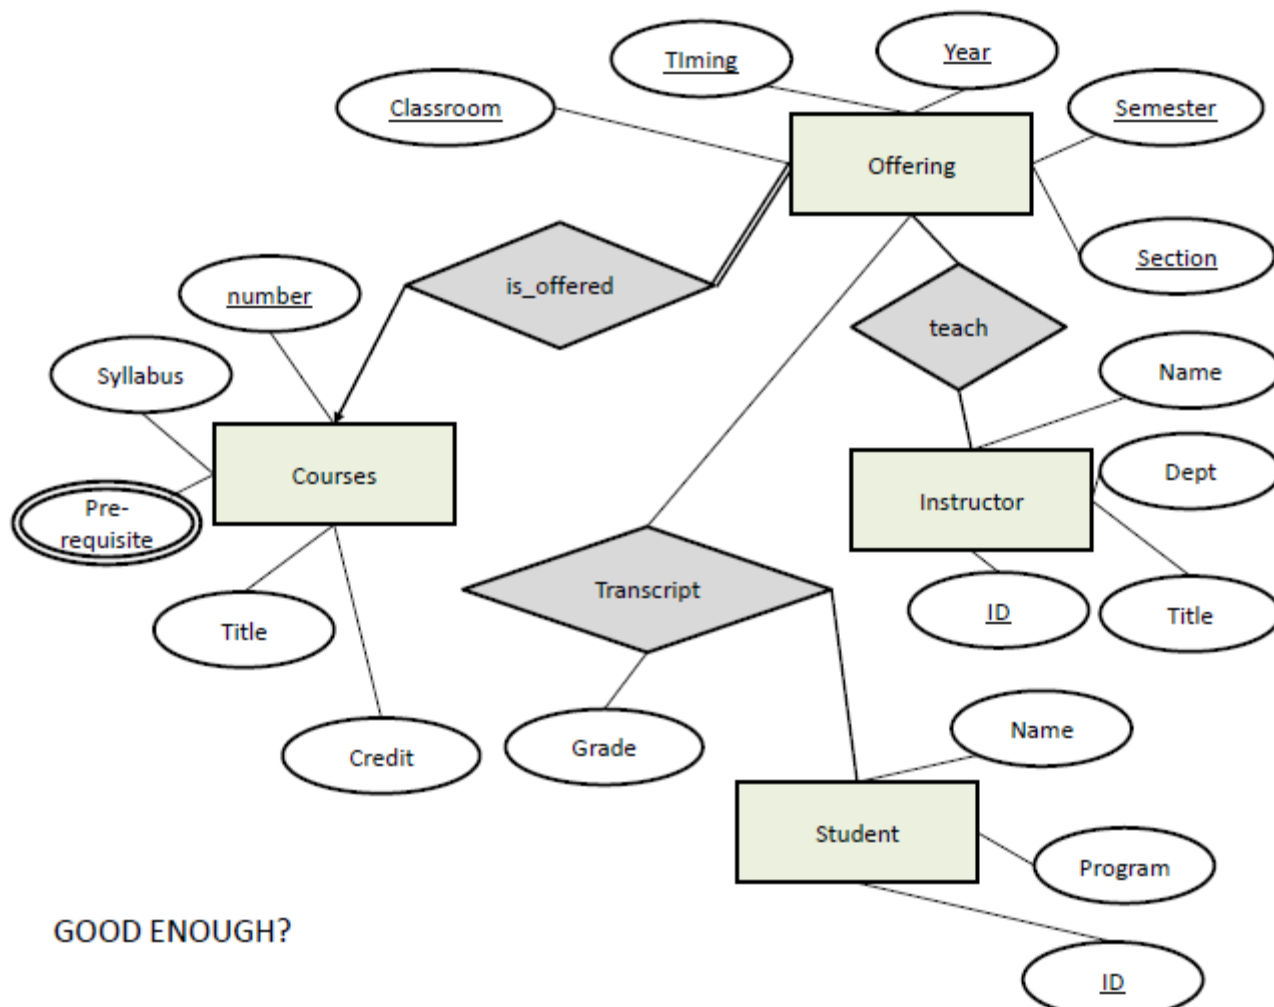 TIming
Year
Classroom
Semester
Offering
Section
is_offered
number
teach
Syllabus
Name
Courses
Dept
Instructor
Pre-
requisite
Transcript
ID
Title
Title
Name
Grade
Credit
Student
Program
GOOD ENOUGH?
ID